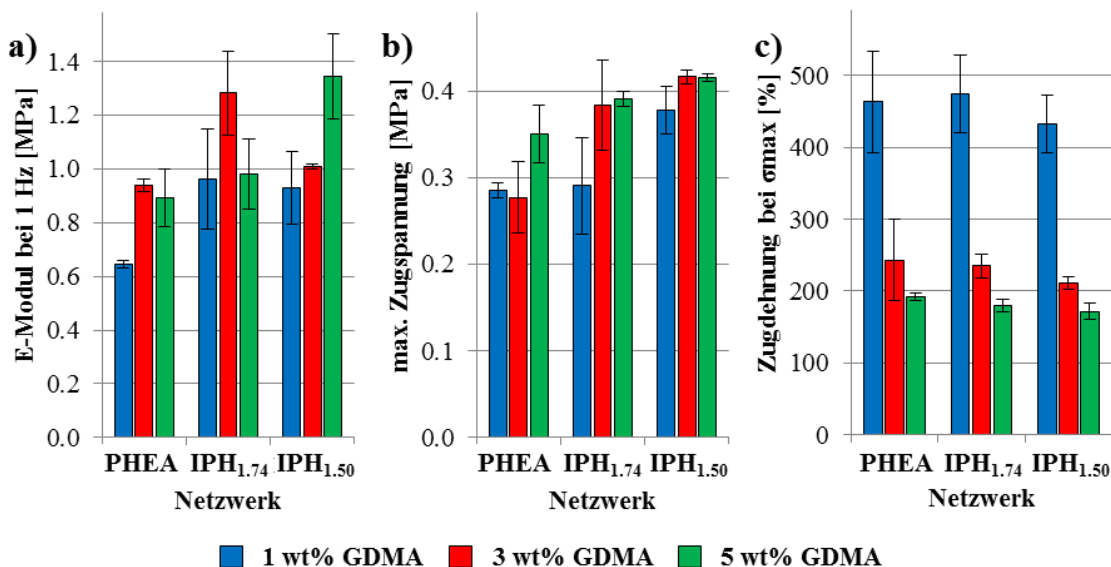 a)
E-Modul bei 1 Hz [MPa]
1.4
1.2
1.0
0.8
0.6
0.4
0.2
0.0
PHEA IPH1.74 IPH1.50
Netzwerk
b)
max. Zugspannung [MPa]
0.4
0.3
0.2
0.1
0.0
PHEA IPH1.74 IPH1.50
Netzwerk
c)
Zugdehnung bei σmax [%]
500
400
300
200
100
0
PHEA IPH1.74 IPH1.50
Netzwerk
1 wt% GDMA 3 wt% GDMA 5 wt% GDMA